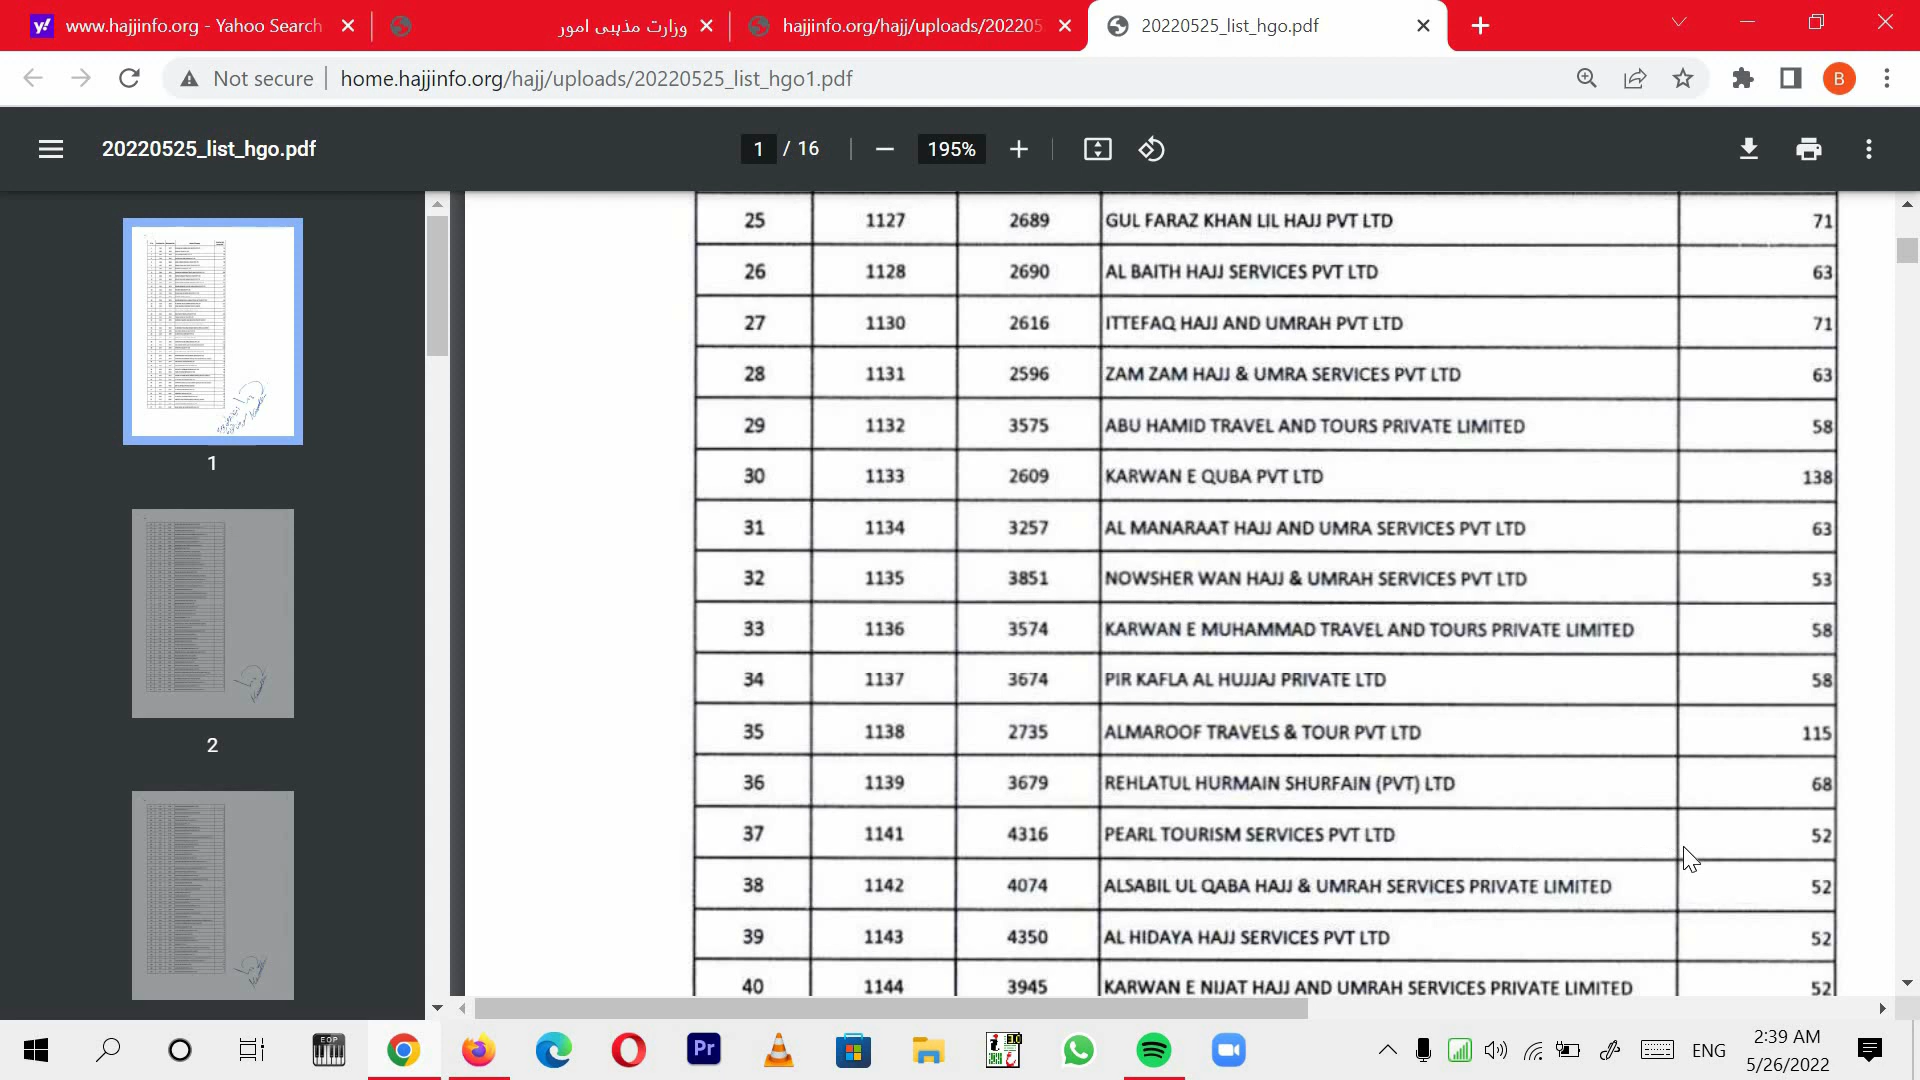 www.hajjinfo.org - Yahoo Search
وزارت مذہبی امور
hajjinfo.org/hajj/uploads/202205
20220525_list_hgo.pdf
Not secure
home.hajjinfo.org/hajj/uploads/20220525_list_hgo1.pdf
B
20220525_list_hgo.pdf
1 / 16
195%
25 1127 2689 GUL FARAZ KHAN LIL HAJJ PVT LTD 71
26 1128 2690 AL BAITH HAJJ SERVICES PVT LTD 63
27 1130 2616 ITTEFAQ HAJJ AND UMRAH PVT LTD 71
28 1131 2596 ZAM ZAM HAJJ & UMRA SERVICES PVT LTD 63
29 1132 3575 ABU HAMID TRAVEL AND TOURS PRIVATE LIMITED 58
30 1133 2609 KARWAN E QUBA PVT LTD 138
31 1134 3257 AL MANARAAT HAJJ AND UMRA SERVICES PVT LTD 63
32 1135 3851 NOWSHER WAN HAJJ & UMRAH SERVICES PVT LTD 53
33 1136 3574 KARWAN E MUHAMMAD TRAVEL AND TOURS PRIVATE LIMITED 58
34 1137 3674 PIR KAFLA AL HUJJAJ PRIVATE LTD 58
35 1138 2735 ALMAROOF TRAVELS & TOUR PVT LTD 115
36 1139 3679 REHLATUL HURMAIN SHURFAIN (PVT) LTD 68
37 1141 4316 PEARL TOURISM SERVICES PVT LTD 52
38 1142 4074 ALSABIL UL QABA HAJJ & UMRAH SERVICES PRIVATE LIMITED 52
39 1143 4350 AL HIDAYA HAJJ SERVICES PVT LTD 52
40 1144 3945 KARWAN E NIJAT HAJJ AND UMRAH SERVICES PRIVATE LIMITED 52
1
2
EOP
Pr
ENG
2:39 AM
5/26/2022